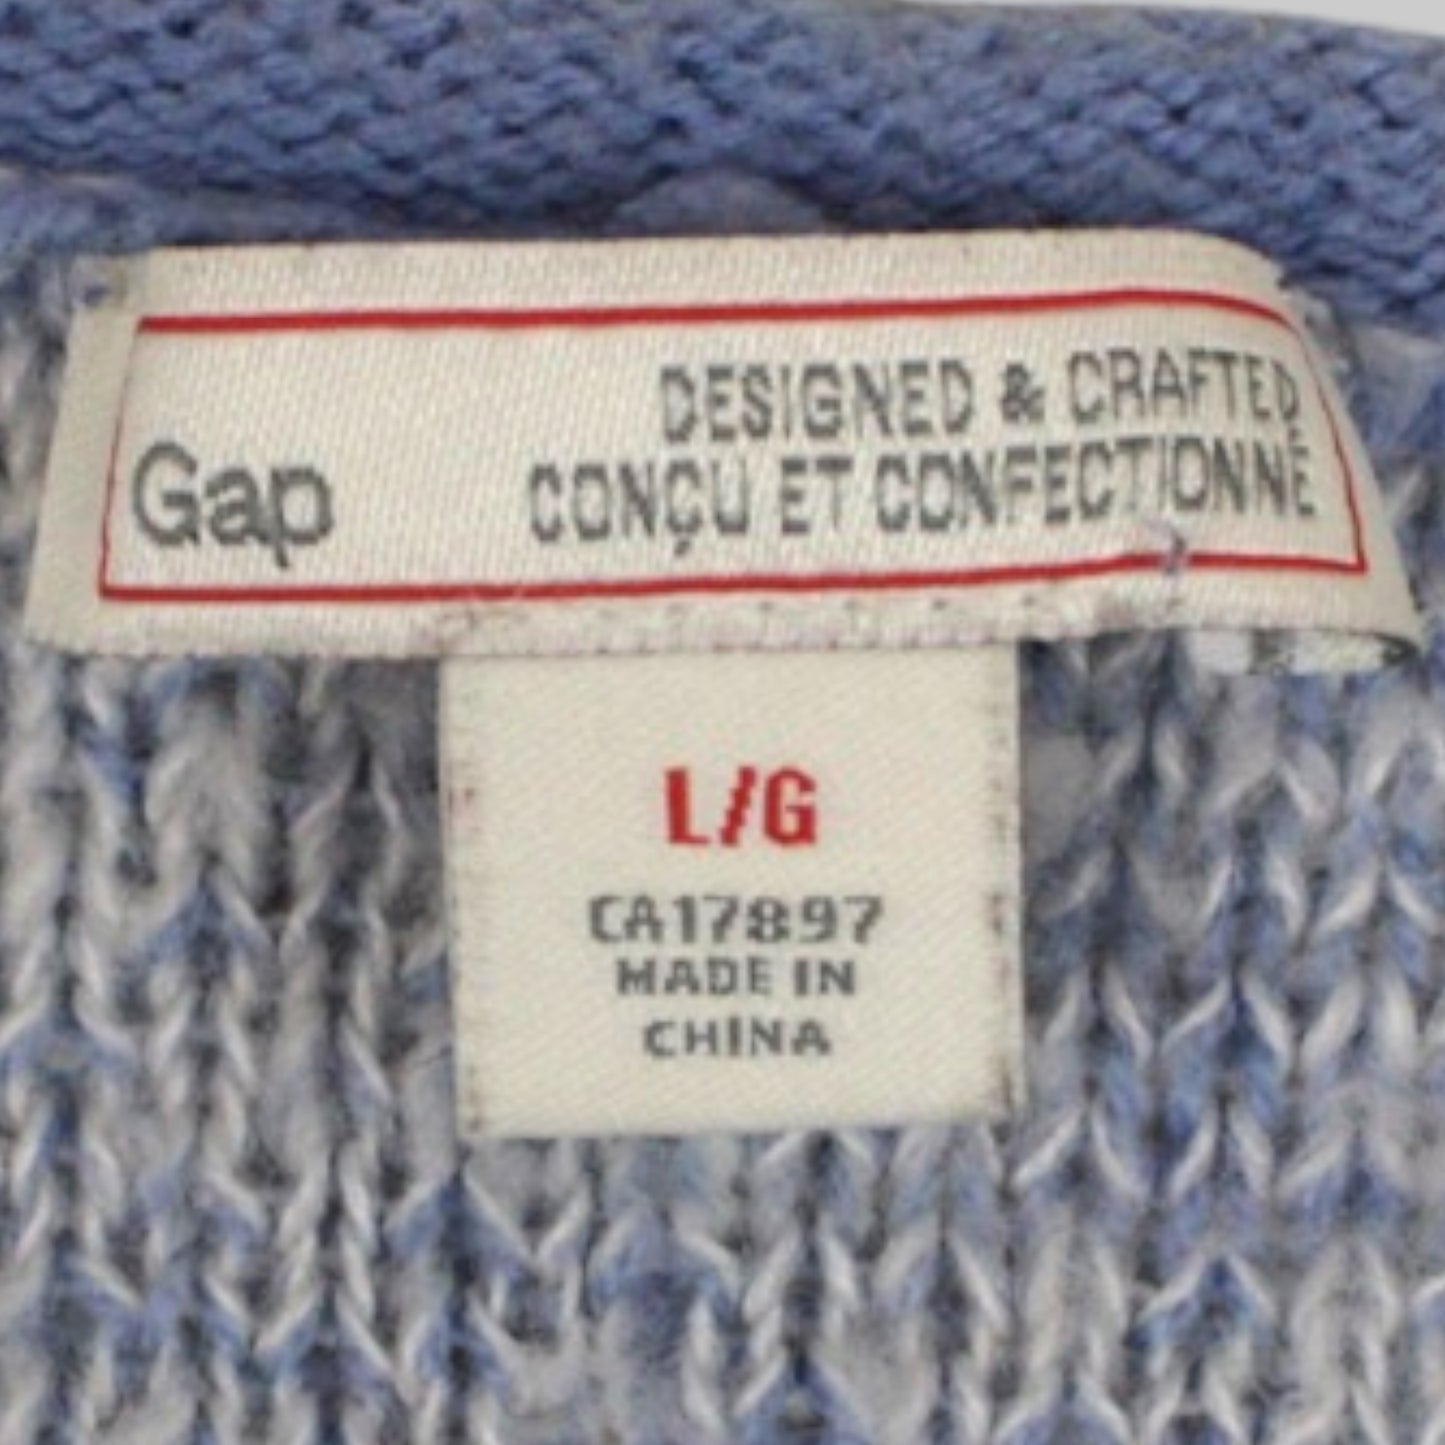 Gap
DESIGNED & CRAFTED
CONÇU ET CONFECTIONNÉ
L/G
CA17897
MADE IN
CHINA